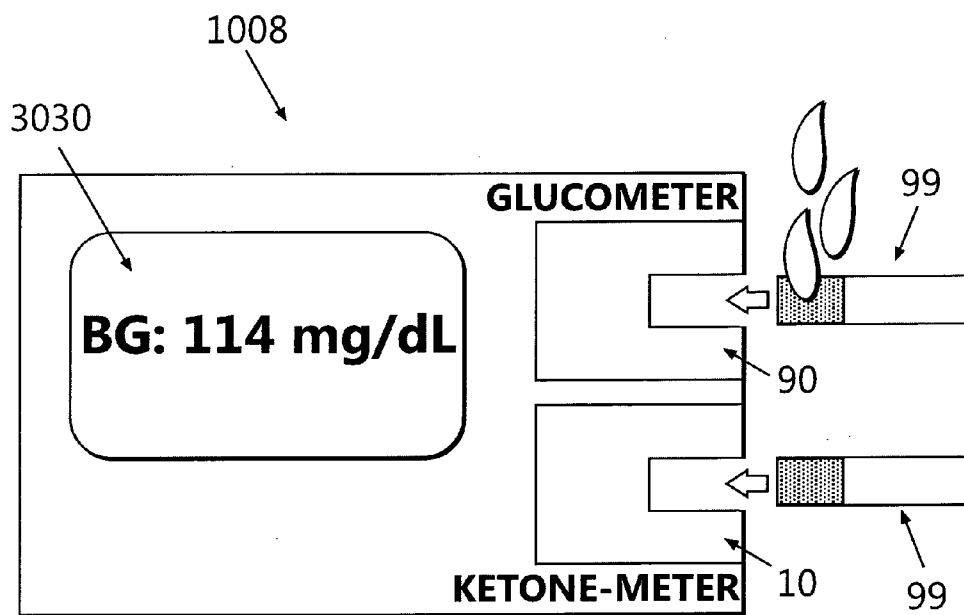 1008
3030
GLUCOMETER
99
BG: 114 mg/dL
90
10
KETONE-METER
99